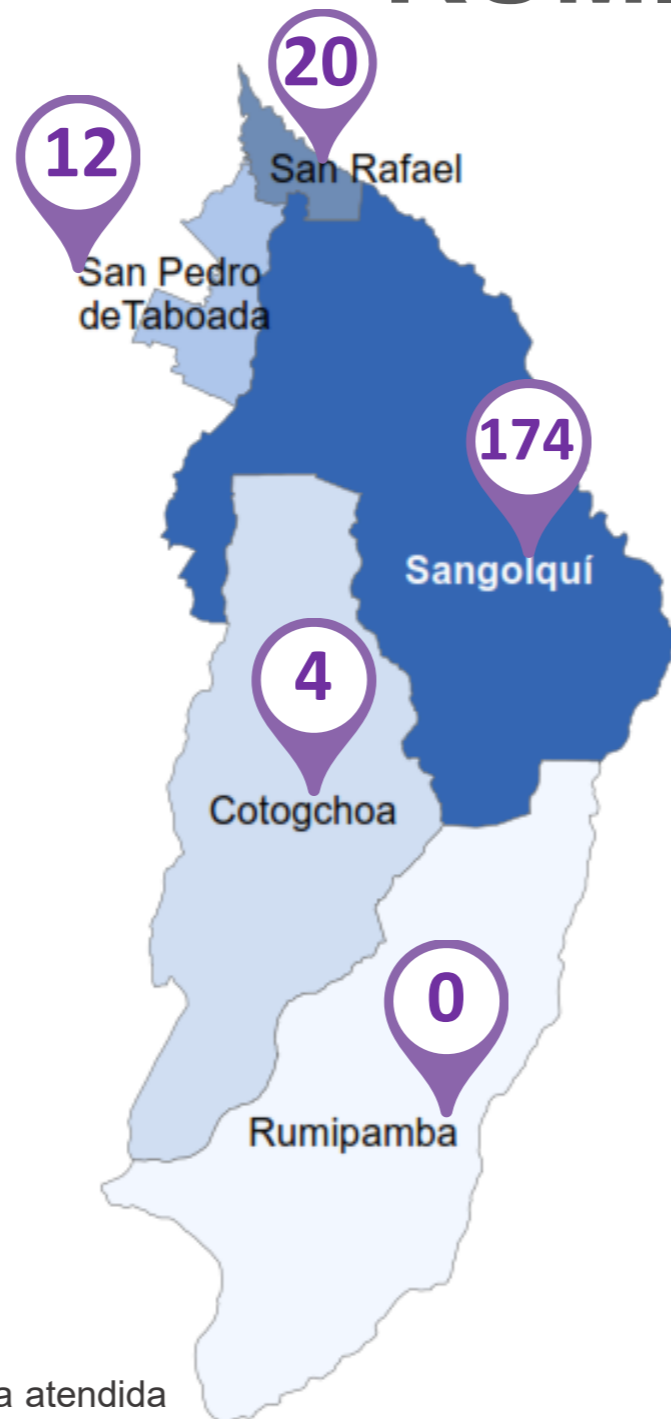 20
San Rafael
12
San Pedro
deTaboada
174
Sangolquí
4
Cotogchoa
0
Rumipamba
a atendida